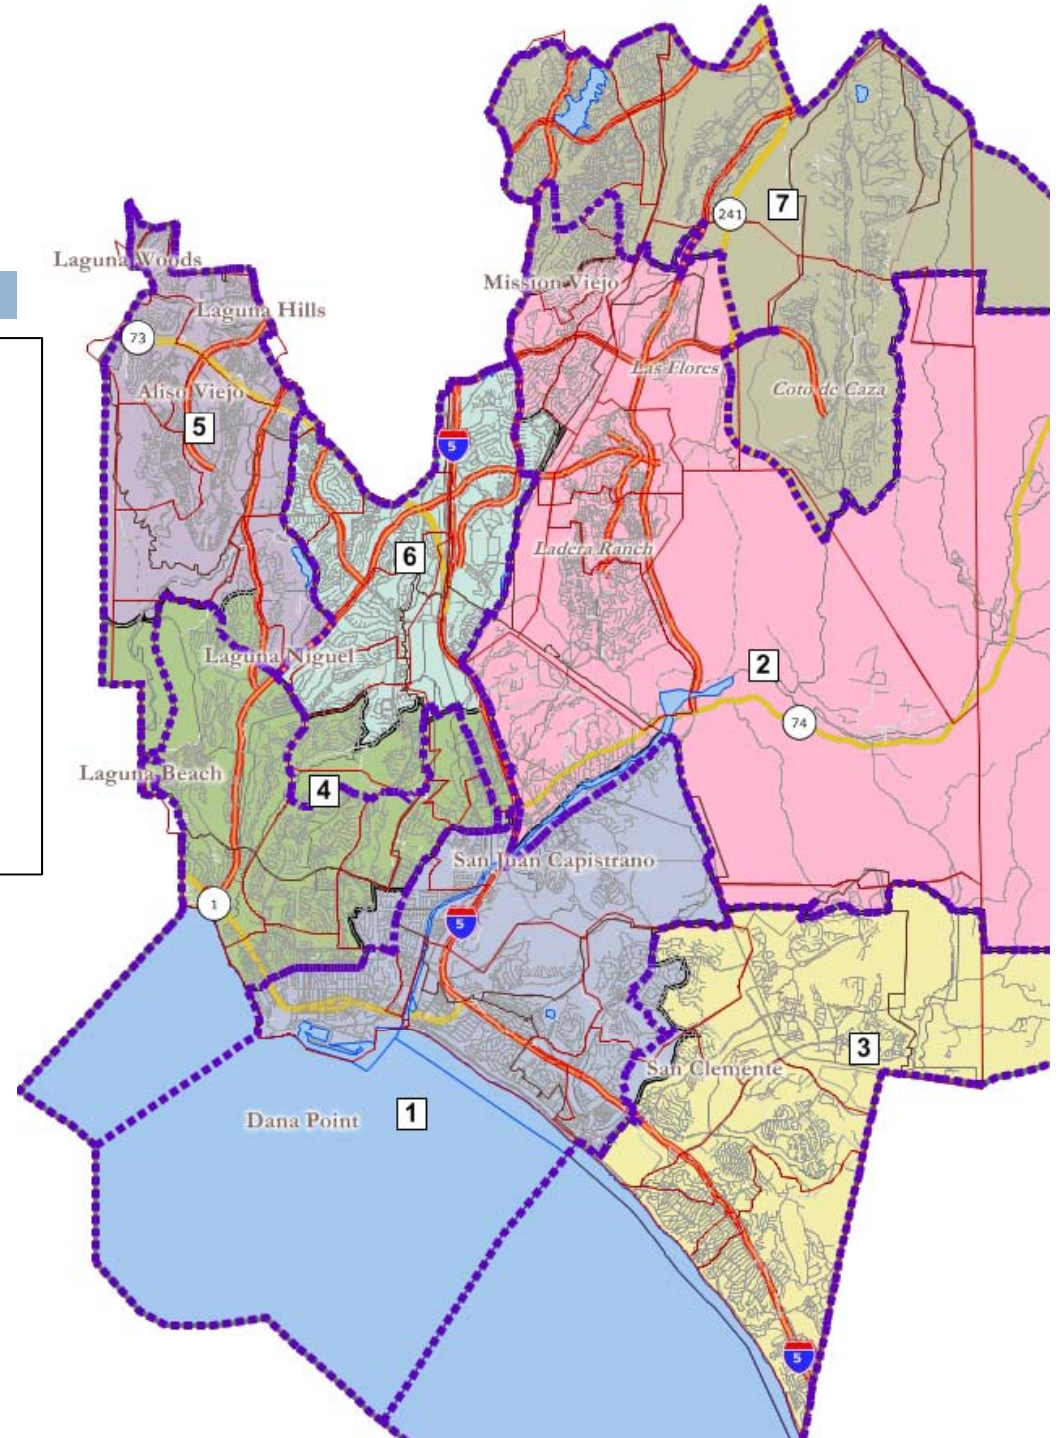 241
7
Laguna Woods
Mission Viejo
Laguna Hills
73
Las Flores
Aliso Viejo
Coto de Caza
5
5
6
Ladera Ranch
Laguna Niguel
2
74
Laguna Beach
4
San Juan Capistrano
1
5
3
San Clemente
Dana Point
1
5